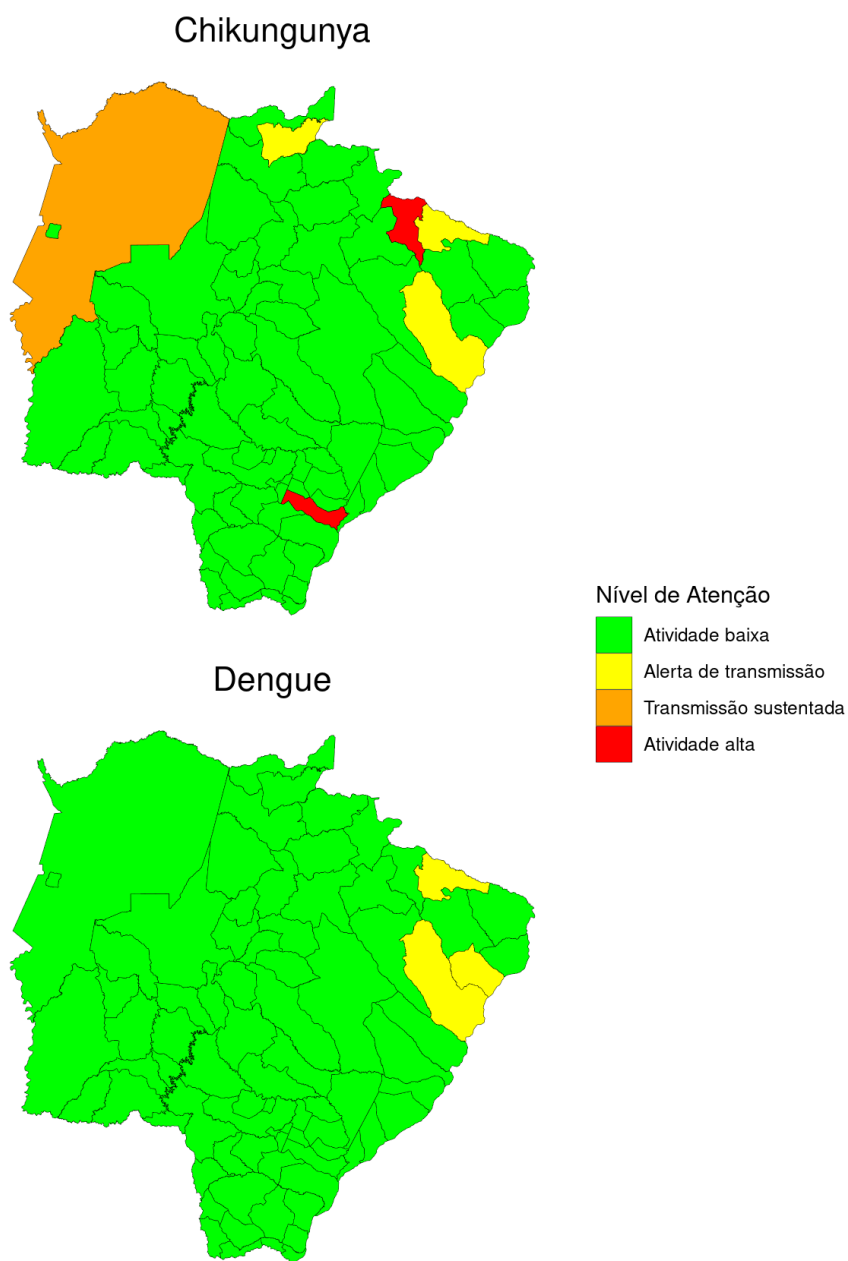 Chikungunya
Nível de Atenção
Atividade baixa
Alerta de transmissão
Transmissão sustentada
Atividade alta
Dengue